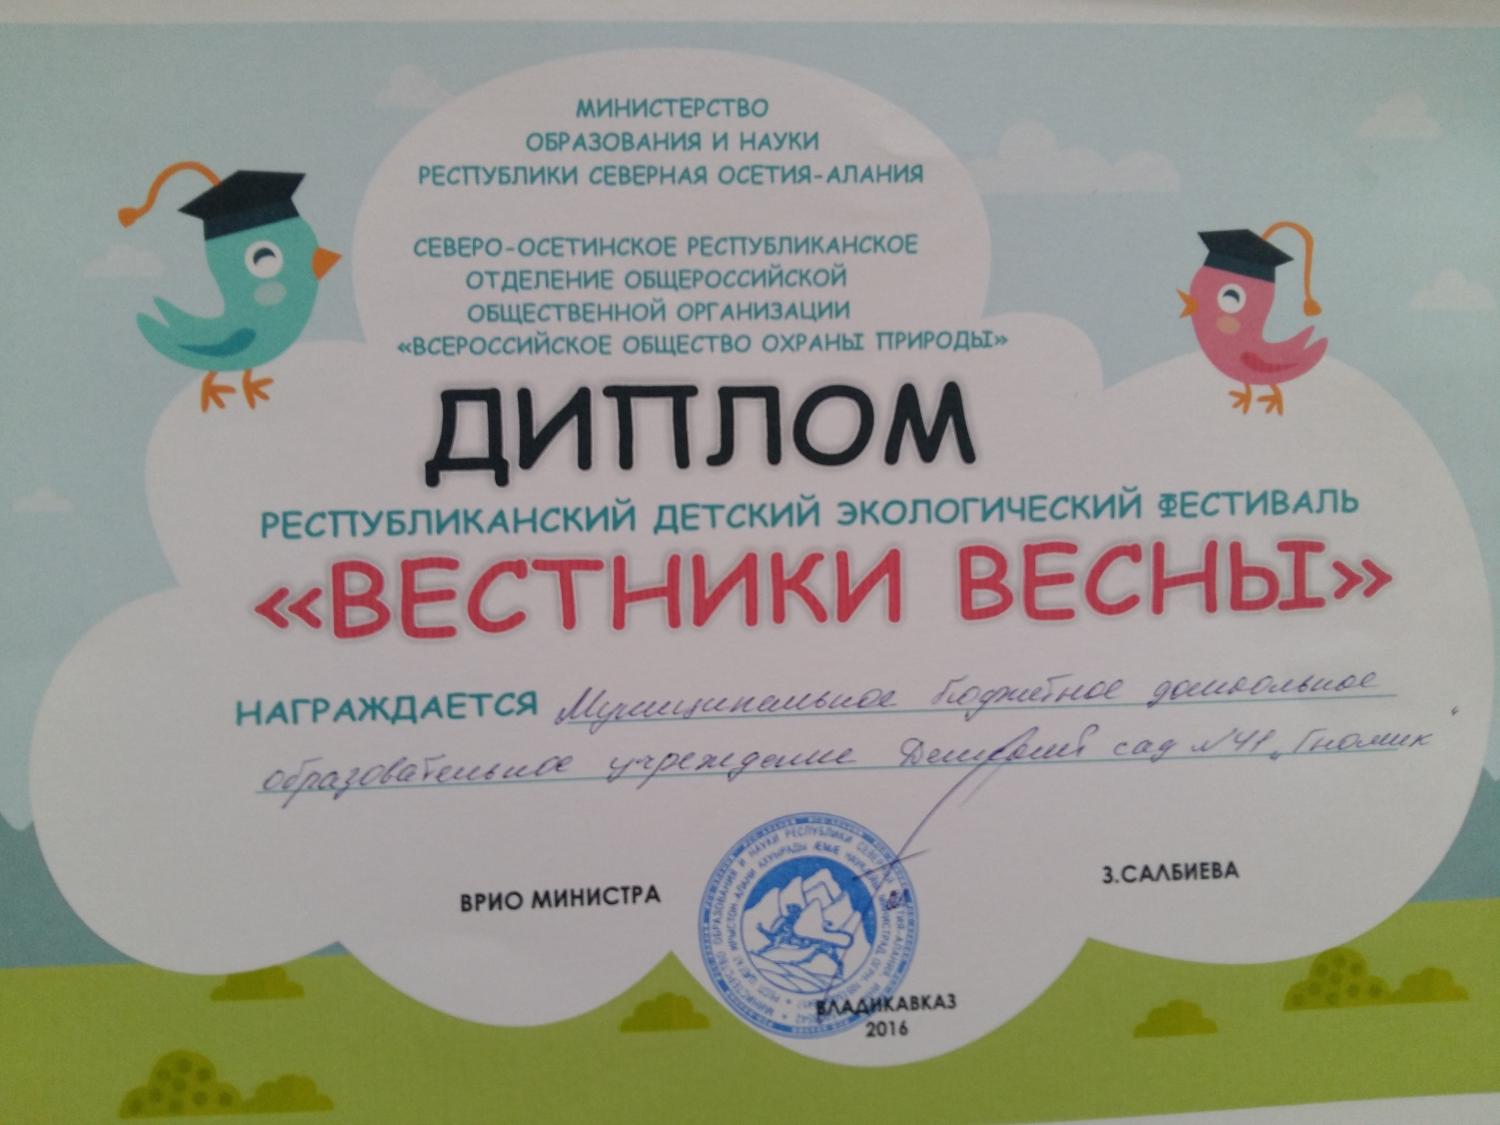 МИНИСТЕРСТВО
ОБРАЗОВАНИЯ И НАУКИ
РЕСПУБЛИКИ СЕВЕРНАЯ ОСЕТИЯ-АЛАНИЯ
СЕВЕРО-ОСЕТИНСКОЕ РЕСПУБЛИКАНСКОЕ
ОТДЕЛЕНИЕ ОБЩЕРОССИЙСКОЙ
ОБЩЕСТВЕННОЙ ОРГАНИЗАЦИИ
«ВСЕРОССИЙСКОЕ ОБЩЕСТВО ОХРАНЫ ПРИРОДЫ»
ДИПЛОМ
РЕСПУБЛИКАНСКИЙ ДЕТСКИЙ ЭКОЛОГИЧЕСКИЙ ФЕСТИВАЛЬ
«ВЕСТНИКИ ВЕСНЫ»
НАГРАЖДАЕТСЯ Муниципальное бюджетное дошкольное
образовательное учреждение Детский сад №41 „Гномик“
ВРИО МИНИСТРА
З.САЛБИЕВА
ВЛАДИКАВКАЗ
2016